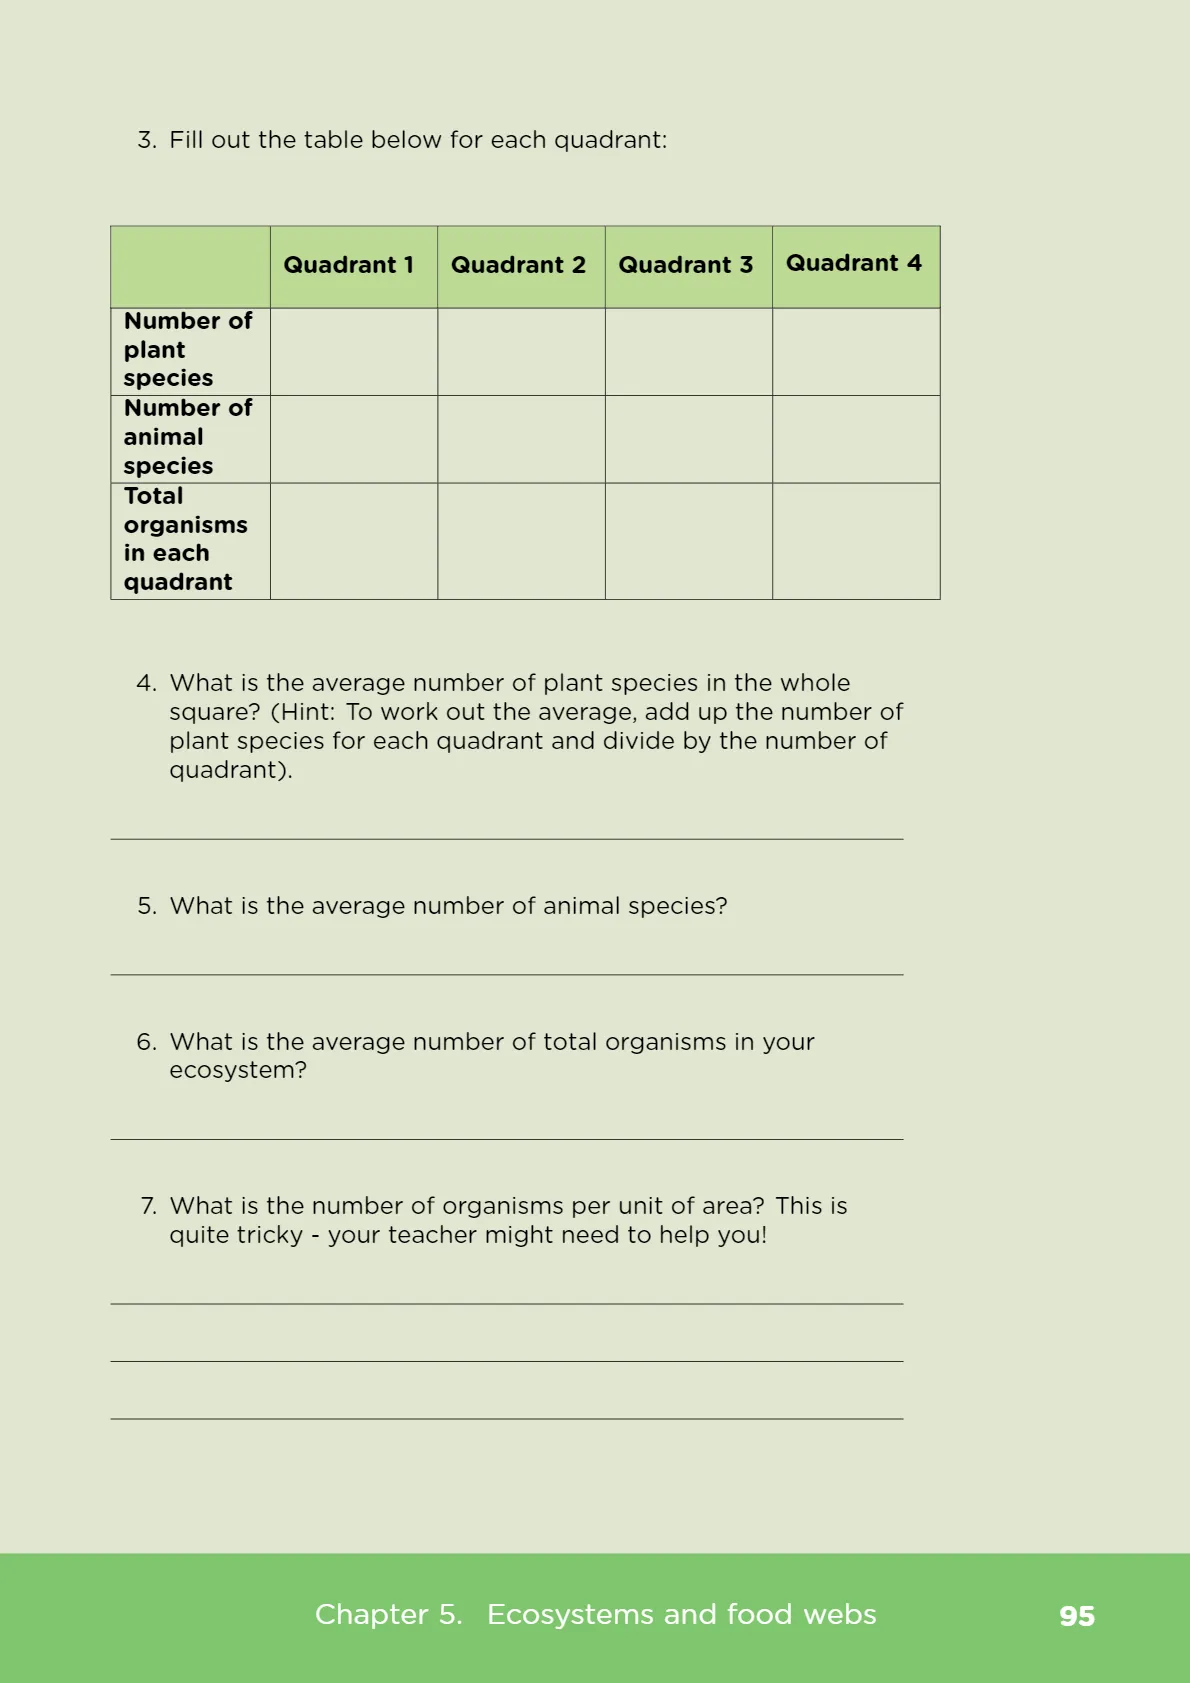 3. Fill out the table below for each quadrant:
Quadrant 1 Quadrant 2 Quadrant 3 Quadrant 4
Number of
plant
species
Number of
animal
species
Total
organisms
in each
quadrant
4. What is the average number of plant species in the whole
square? (Hint: To work out the average, add up the number of
plant species for each quadrant and divide by the number of
quadrant).
5. What is the average number of animal species?
6. What is the average number of total organisms in your
ecosystem?
7. What is the number of organisms per unit of area? This is
quite tricky - your teacher might need to help you!
Chapter 5. Ecosystems and food webs 95